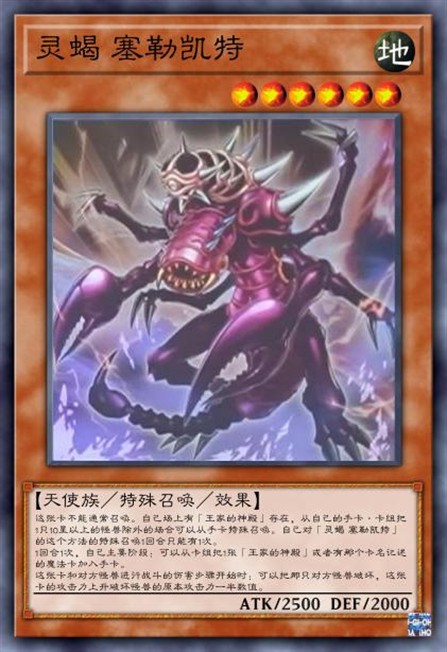 灵蝎 塞勒凯特
地
【天使族／特殊召唤／效果】
这张卡不能通常召唤。自己场上有「王家的神殿」存在，从自己的手卡·卡组把
1只10星以上的怪兽除外的场合可以从手卡特殊召唤。自己对「灵蝎 塞勒凯特」
的这个方法的特殊召唤1回合只能有1次。
1回合1次，自己主要阶段；可以从卡组把1张「王家的神殿」或者有那个卡名记述
的魔法卡加入手卡。
这张卡和对方怪兽进行战斗的伤害步骤开始时；可以把那只对方怪兽破坏，这张
卡的攻击力上升破坏怪兽的原本攻击力一半数值。
ATK/2500 DEF/2000